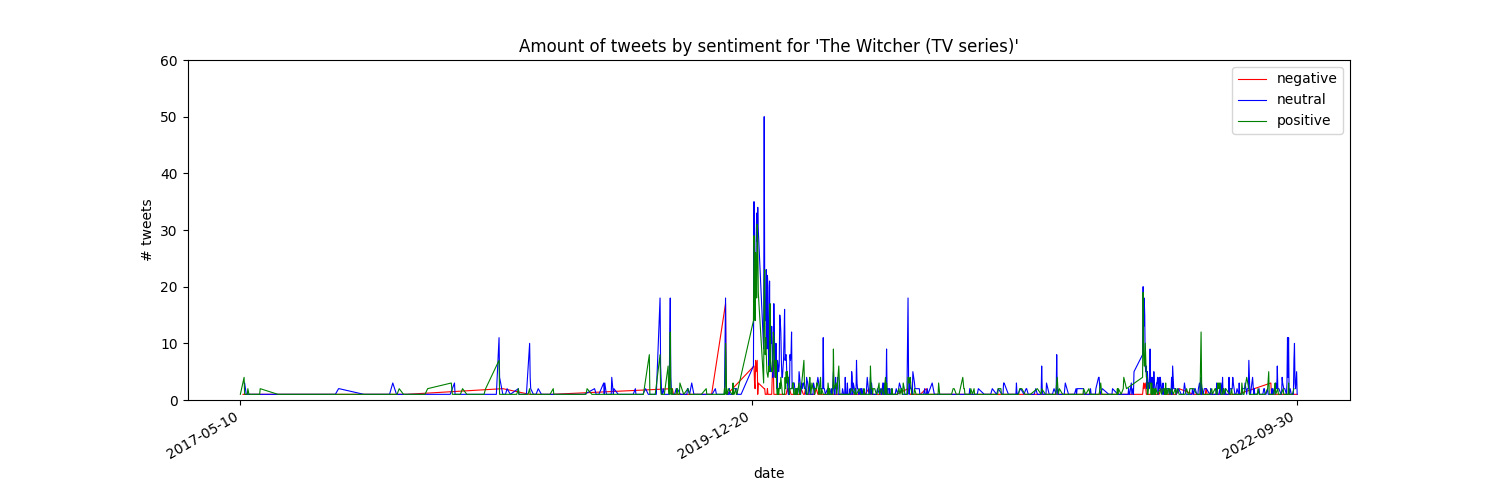 Amount of tweets by sentiment for 'The Witcher (TV series)'
60
50
40
30
20
10
0
# tweets
negative
neutral
positive
2017-05-10
2019-12-20
2022-09-30
date